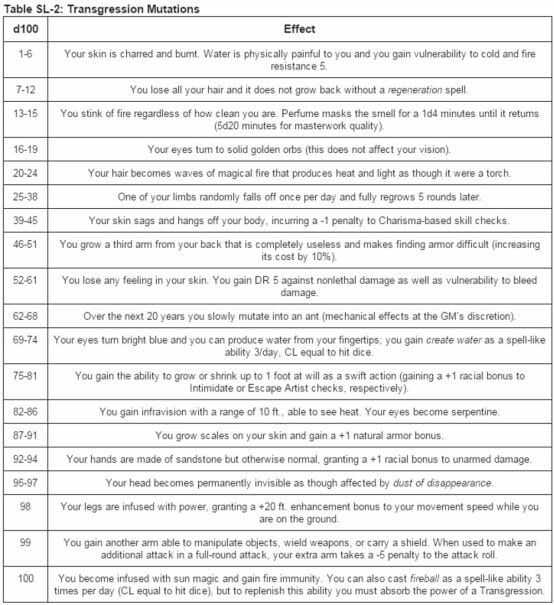 Table SL-2: Transgression Mutations
d100 Effect
1-6 Your skin is charred and burnt. Water is physically painful to you and you gain vulnerability to cold and fire
resistance 5.
7-12 You lose all your hair and it does not grow back without a regeneration spell.
13-15 You stink of fire regardless of how clean you are. Perfume masks the smell for a 1d4 minutes until it returns
(5d20 minutes for masterwork quality).
16-19 Your eyes turn to solid golden orbs (this does not affect your vision).
20-24 Your hair becomes waves of magical fire that produces heat and light as though it were a torch.
25-38 One of your limbs randomly falls off once per day and fully regrows 5 rounds later.
39-45 Your skin sags and hangs off your body, incurring a -1 penalty to Charisma-based skill checks.
46-51 You grow a third arm from your back that is completely useless and makes finding armor difficult (increasing
its cost by 10%).
52-61 You lose any feeling in your skin. You gain DR 5 against nonlethal damage as well as vulnerability to bleed
damage.
62-68 Over the next 20 years you slowly mutate into an ant (mechanical effects at the GM's discretion).
69-74 Your eyes turn bright blue and you can produce water from your fingertips; you gain create water as a spell-like
ability 3/day, CL equal to hit dice.
75-81 You gain the ability to grow or shrink up to 1 foot at will as a swift action (gaining a +1 racial bonus to
Intimidate or Escape Artist checks, respectively).
82-86 You gain infravision with a range of 10 ft., able to see heat. Your eyes become serpentine.
87-91 You grow scales on your skin and gain a +1 natural armor bonus.
92-94 Your hands are made of sandstone but otherwise normal, granting a +1 racial bonus to unarmed damage.
95-97 Your head becomes permanently invisible as though affected by dust of disappearance.
98 Your legs are infused with power, granting a +20 ft. enhancement bonus to your movement speed while you
are on the ground.
99 You gain another arm able to manipulate objects, wield weapons, or carry a shield. When used to make an
additional attack in a full-round attack, your extra arm takes a -5 penalty to the attack roll.
100 You become infused with sun magic and gain fire immunity. You can also cast fireball as a spell-like ability 3
times per day (CL equal to hit dice), but to replenish this ability you must absorb the power of a Transgression.